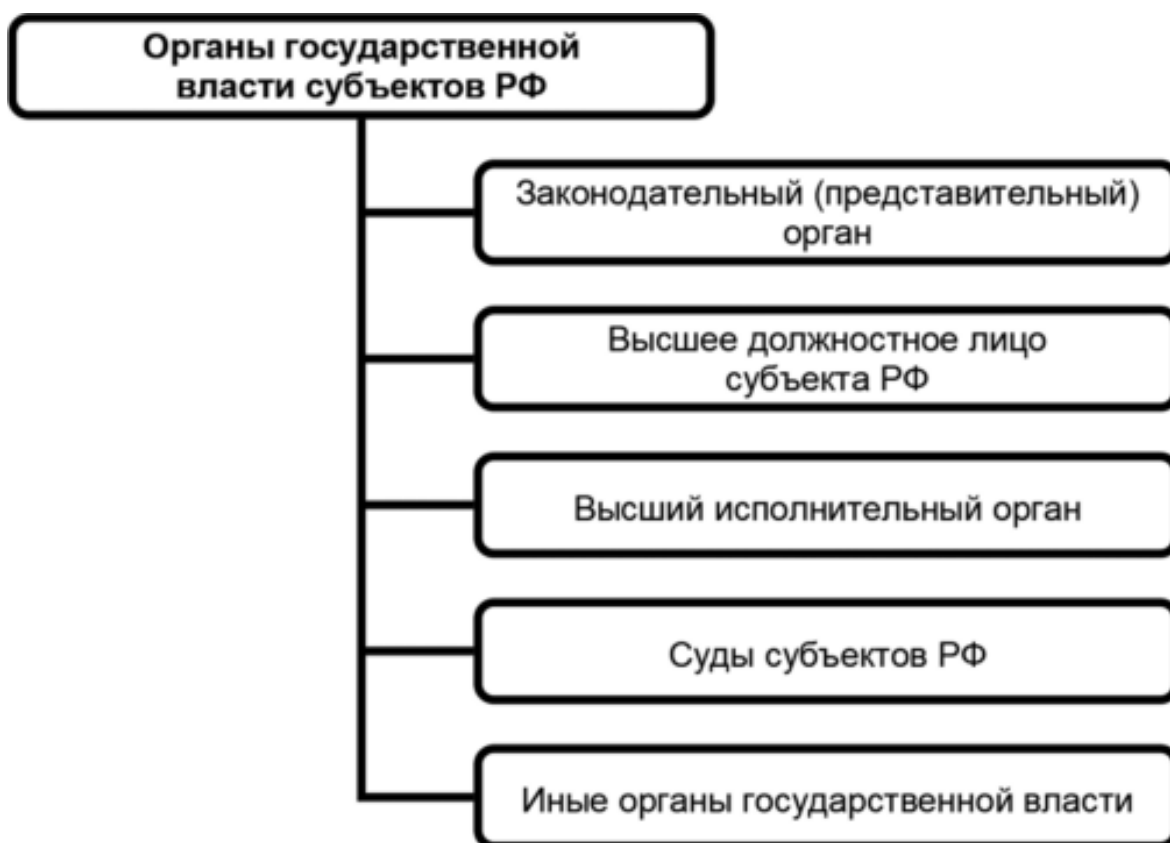 Органы государственной
власти субъектов РФ
Законодательный (представительный)
орган
Высшее должностное лицо
субъекта РФ
Высший исполнительный орган
Суды субъектов РФ
Иные органы государственной власти